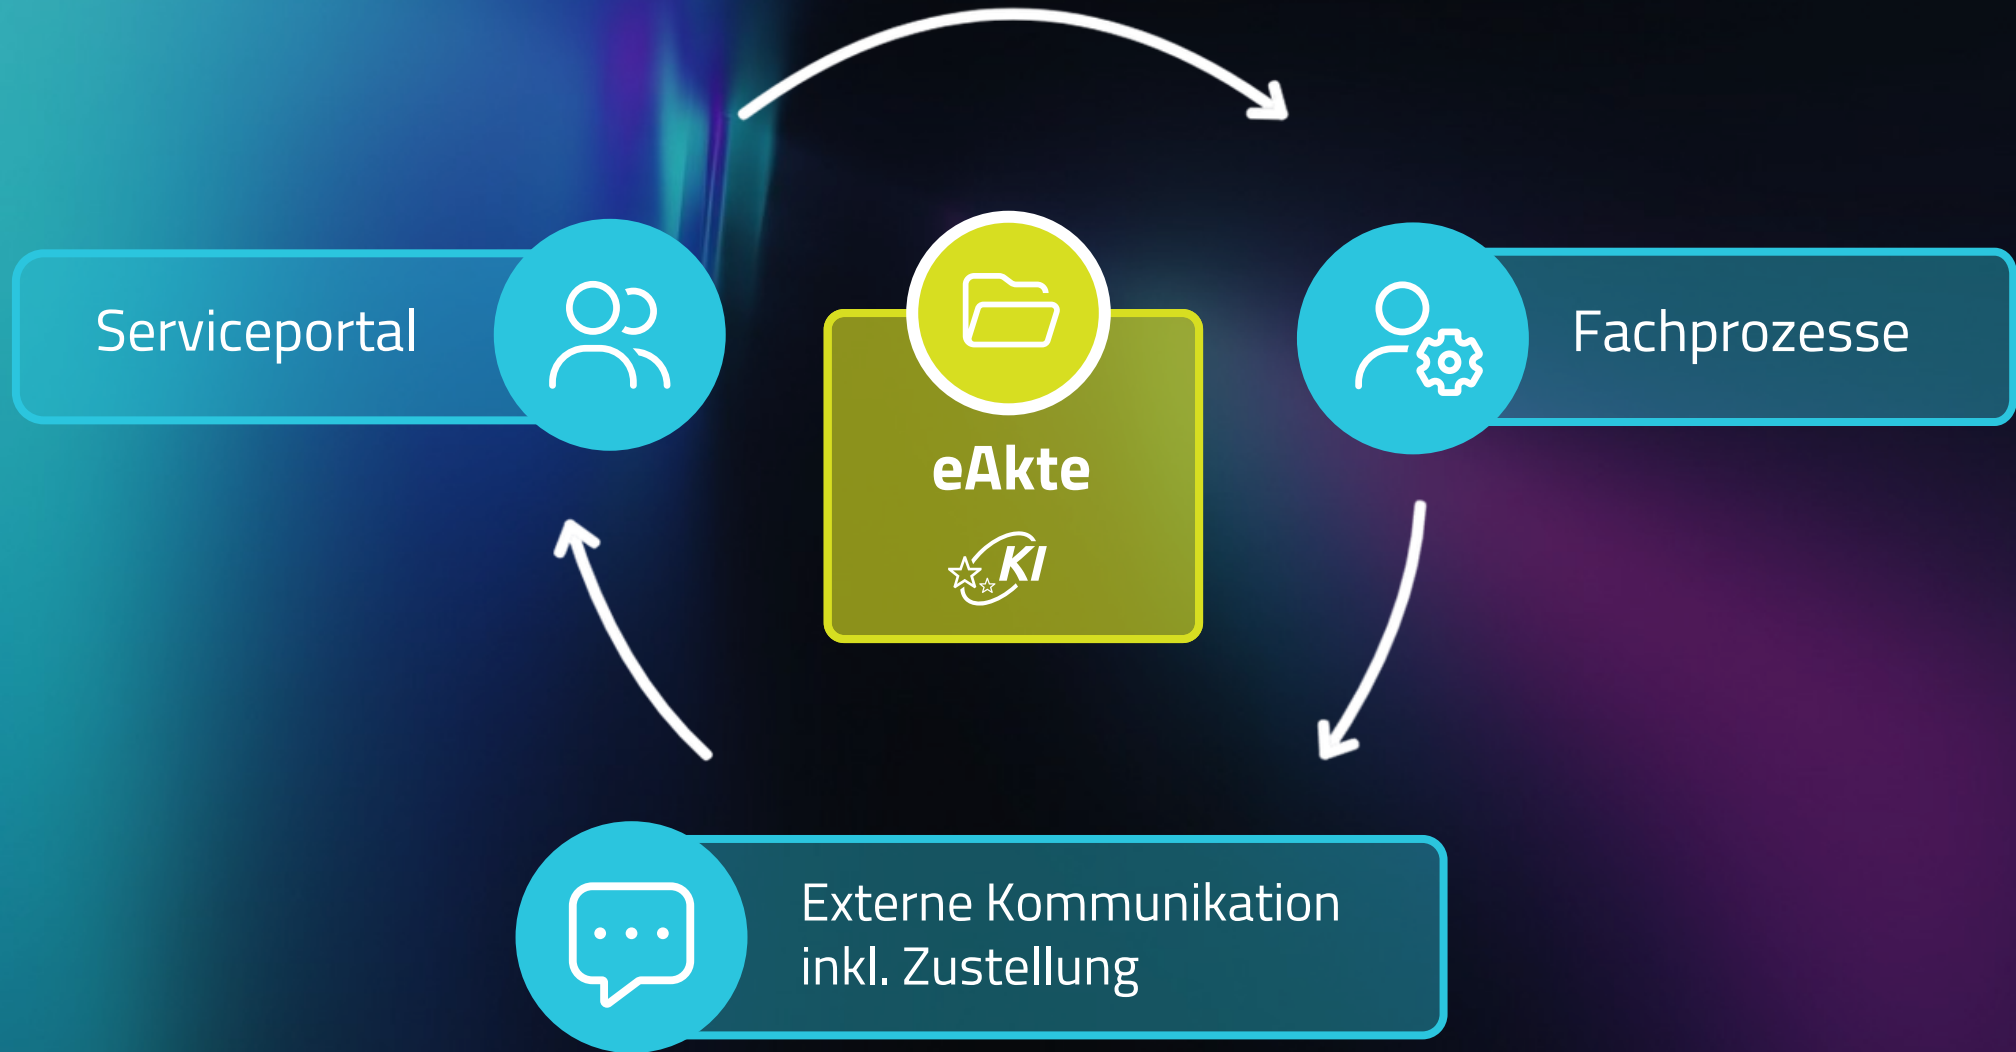 Serviceportal
eAkte
KI
Fachprozesse
Externe Kommunikation
inkl. Zustellung